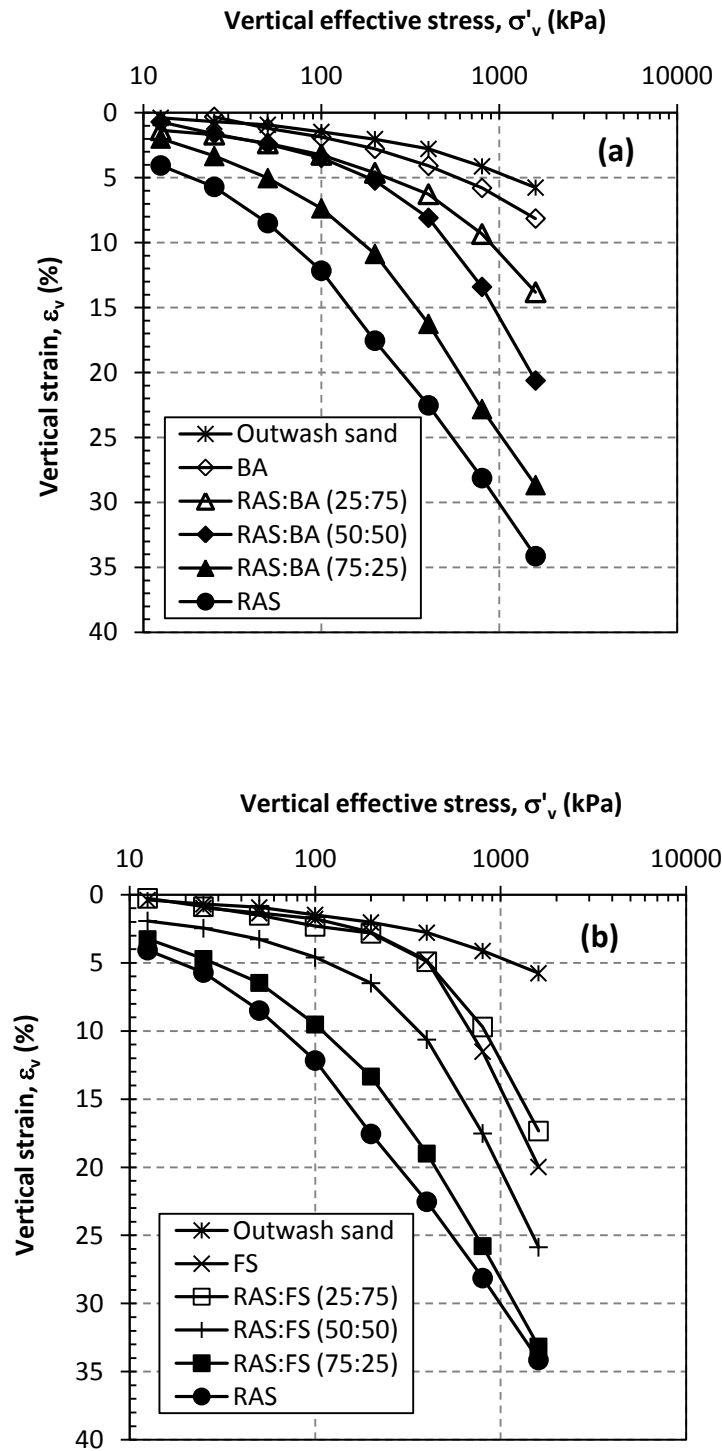 Vertical effective stress, σ'v (kPa)
10 100 1000 10000
0
5
10
15
20
25
30
35
40
Vertical strain, εv (%)
(a)
Outwash sand
BA
RAS:BA (25:75)
RAS:BA (50:50)
RAS:BA (75:25)
RAS
Vertical effective stress, σ'v (kPa)
10 100 1000 10000
0
5
10
15
20
25
30
35
40
Vertical strain, εv (%)
(b)
Outwash sand
FS
RAS:FS (25:75)
RAS:FS (50:50)
RAS:FS (75:25)
RAS